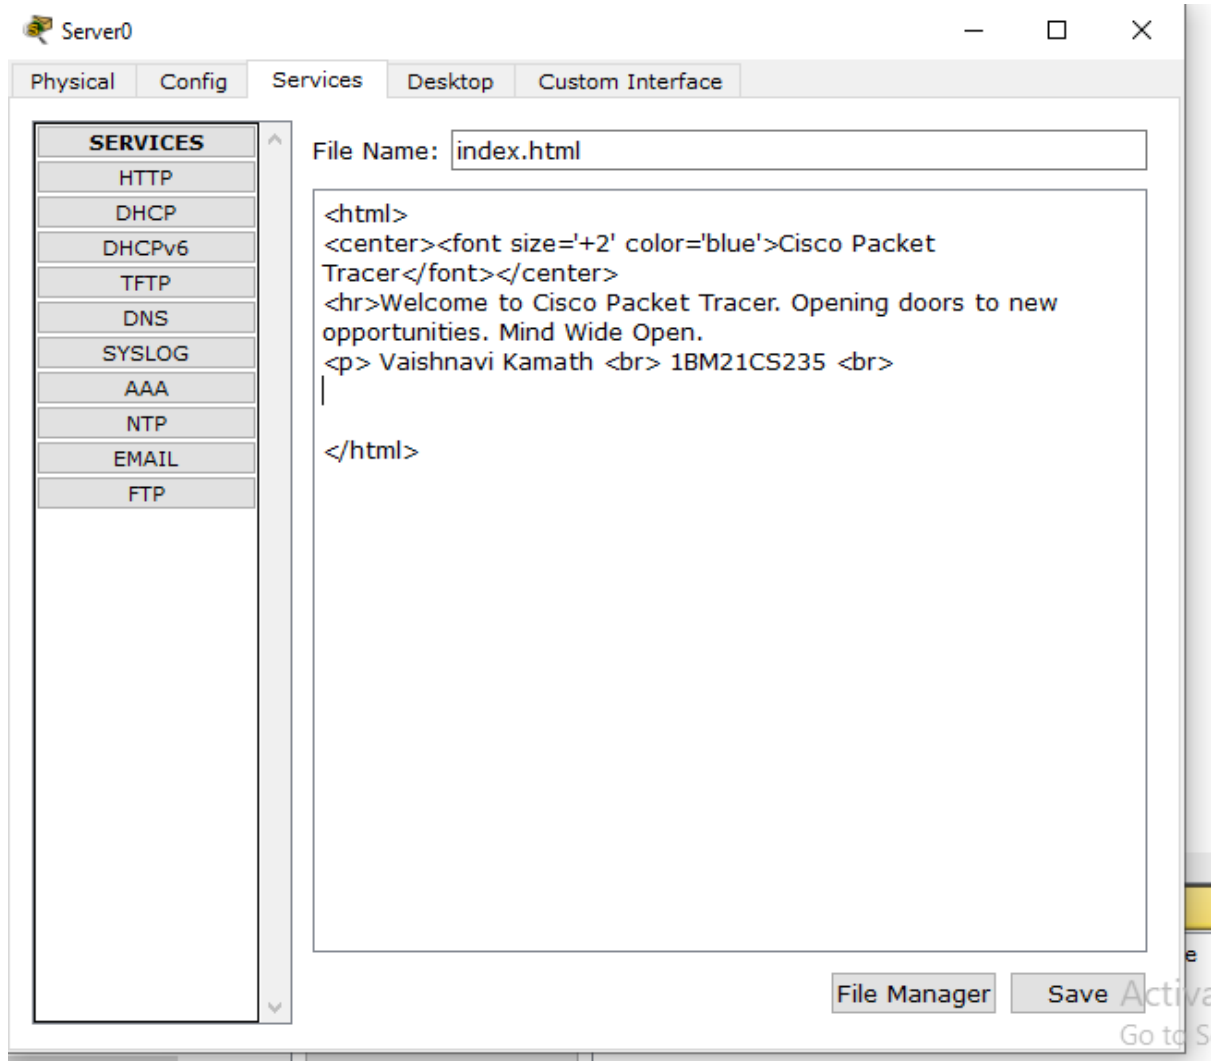 Server0
Physical Config Services Desktop Custom Interface
SERVICES
HTTP
DHCP
DHCPv6
TFTP
DNS
SYSLOG
AAA
NTP
EMAIL
FTP
File Name: index.html
<html>
<center><font size='+2' color='blue'>Cisco Packet
Tracer</font></center>
<hr>Welcome to Cisco Packet Tracer. Opening doors to new
opportunities. Mind Wide Open.
<p> Vaishnavi Kamath <br> 1BM21CS235 <br>
</html>
File Manager Save
Go to